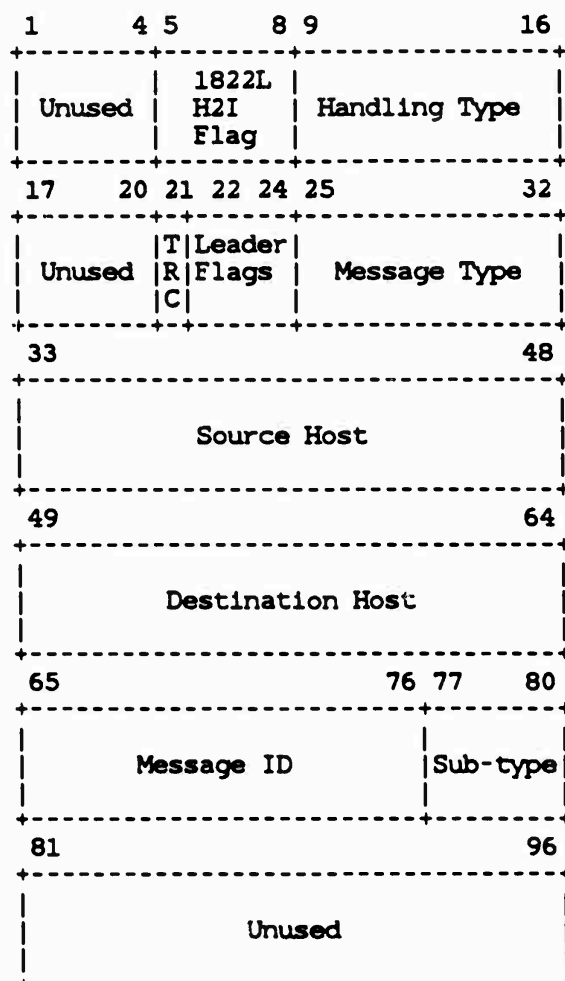 1 4 5 8 9 16
1822L
Unused H2I Handling Type
Flag
17 20 21 22 24 25 32
T Leader
Unused R Flags Message Type
C
33 48
Source Host
49 64
Destination Host
65 76 77 80
Message ID Sub-type
81 96
Unused